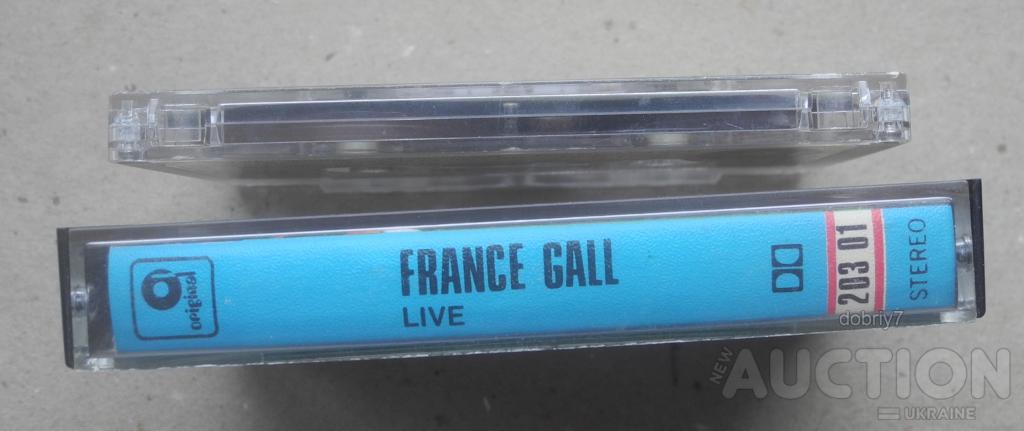 original
FRANCE GALL
LIVE
203 01
STEREO
dobriy7
NEW
AUCTION
UKRAINE